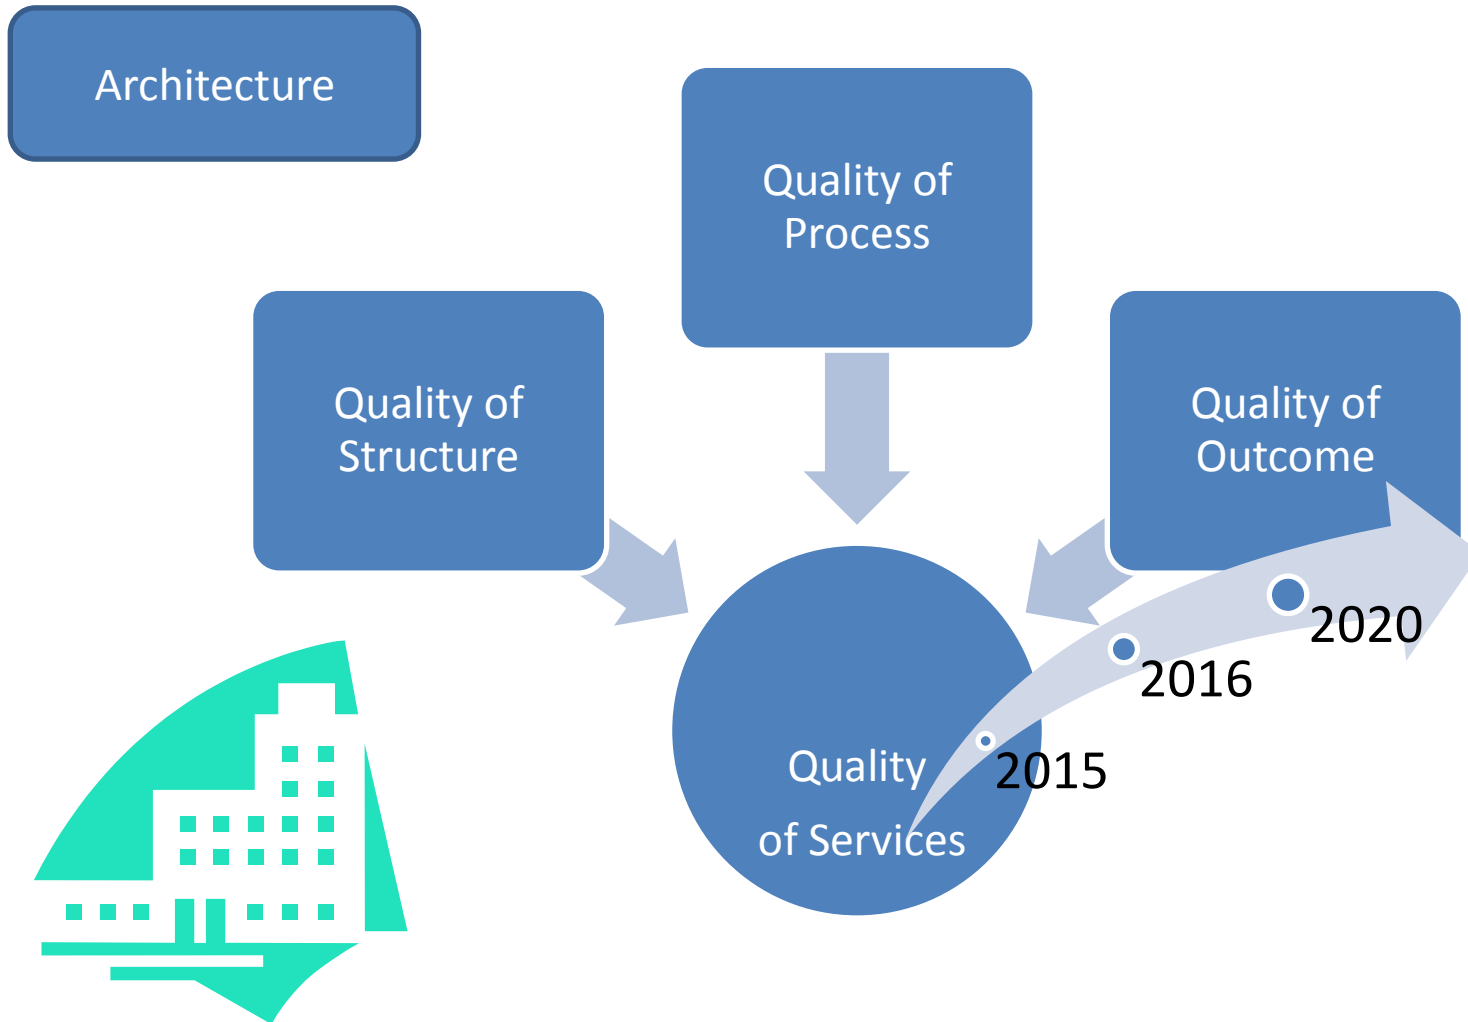 Architecture
Quality of
Process
Quality of
Structure
Quality of
Outcome
2020
2016
2015
Quality
of Services